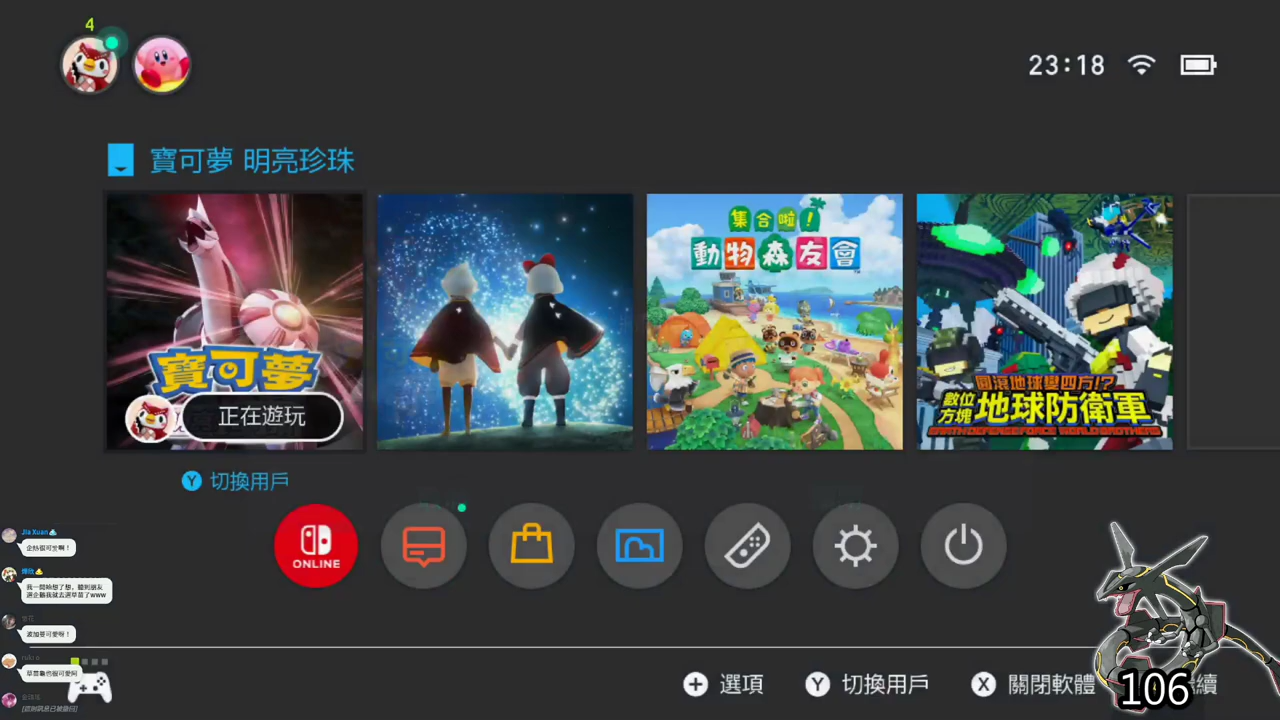 4
23:18
寶可夢 明亮珍珠
寶可夢
正在遊玩
集合啦!
動物森友會
圓滾地球變四方!?
數位方塊 地球防衛軍
EARTH DEFENSE FORCE: WORLD BROTHERS
Y 切換用戶
ONLINE
Jia Xuan
企鵝很可愛啊!
我一開始想了想,聽到朋友
選企鵝我就去選草苗了www
波加曼可愛呀!
草苗龜也很可愛阿
+ 選項
Y 切換用戶
X 關閉軟體
續
106